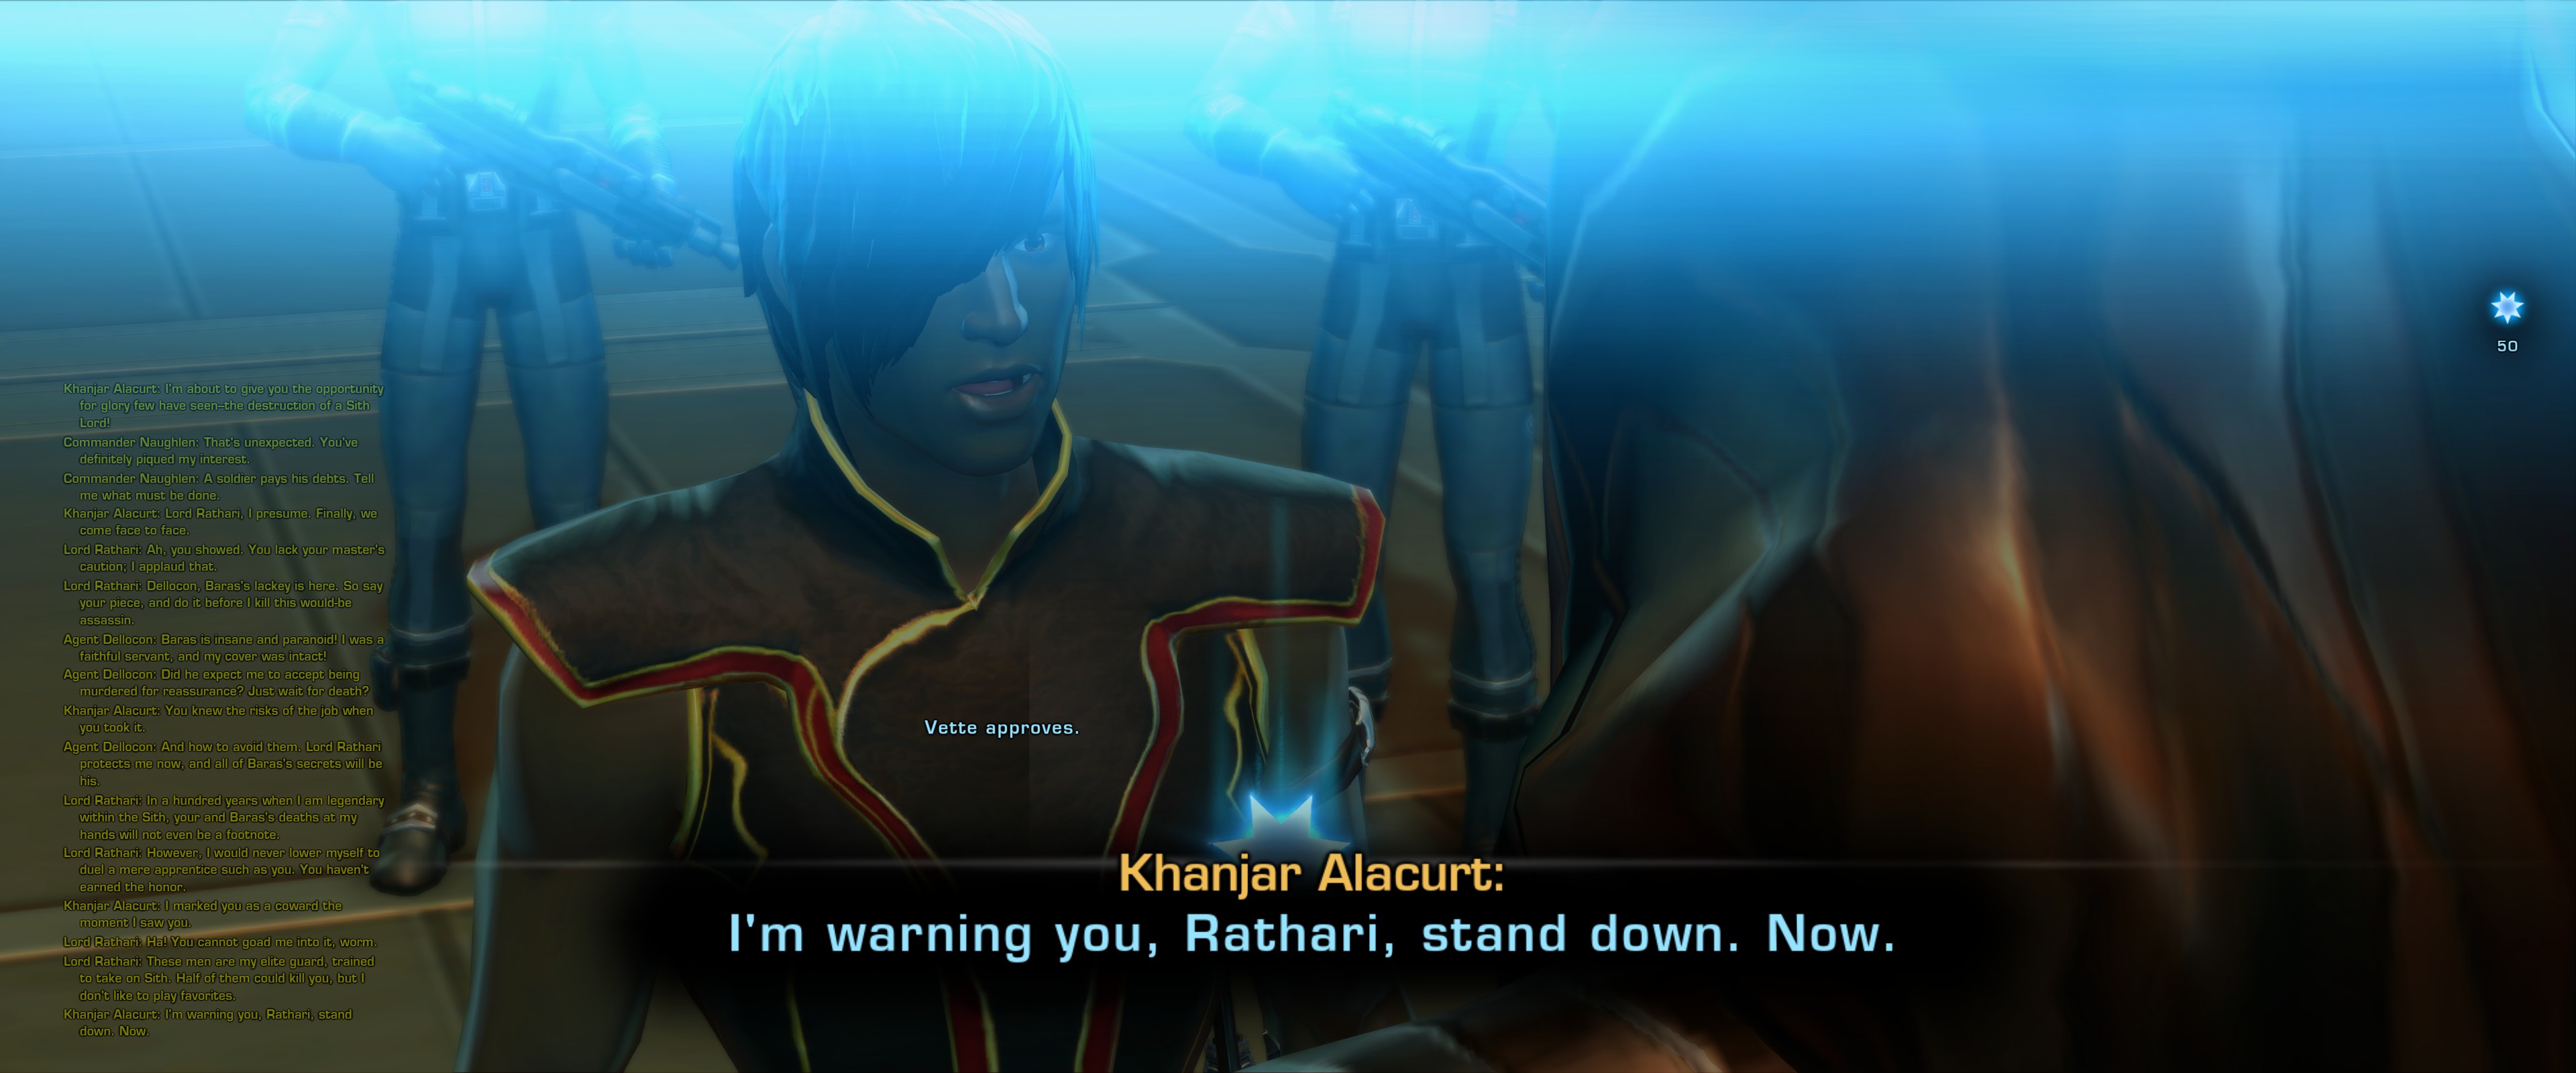 Khanjar Alacurt: I'm about to give you the opportunity
for glory few have seen--the destruction of a Sith
Lord!
Commander Naughlen: That's unexpected. You've
definitely piqued my interest.
Commander Naughlen: A soldier pays his debts. Tell
me what must be done.
Khanjar Alacurt: Lord Rathari, I presume. Finally, we
come face to face.
Lord Rathari: Ah, you showed. You lack your master's
caution; I applaud that.
Lord Rathari: Dellocon, Baras's lackey is here. So say
your piece, and do it before I kill this would-be
assassin.
Agent Dellocon: Baras is insane and paranoid! I was a
faithful servant, and my cover was intact!
Agent Dellocon: Did he expect me to accept being
murdered for reassurance? Just wait for death?
Khanjar Alacurt: You knew the risks of the job when
you took it.
Agent Dellocon: And how to avoid them. Lord Rathari
protects me now, and all of Baras's secrets will be
his.
Lord Rathari: In a hundred years when I am legendary
within the Sith, your and Baras's deaths at my
hands will not even be a footnote.
Lord Rathari: However, I would never lower myself to
duel a mere apprentice such as you. You haven't
earned the honor.
Khanjar Alacurt: I marked you as a coward the
moment I saw you.
Lord Rathari: Ha! You cannot goad me into it, worm.
Lord Rathari: These men are my elite guard, trained
to take on Sith. Half of them could kill you, but I
don't like to play favorites.
Khanjar Alacurt: I'm warning you, Rathari, stand
down. Now.
Vette approves.
Khanjar Alacurt:
I'm warning you, Rathari, stand down. Now.
50